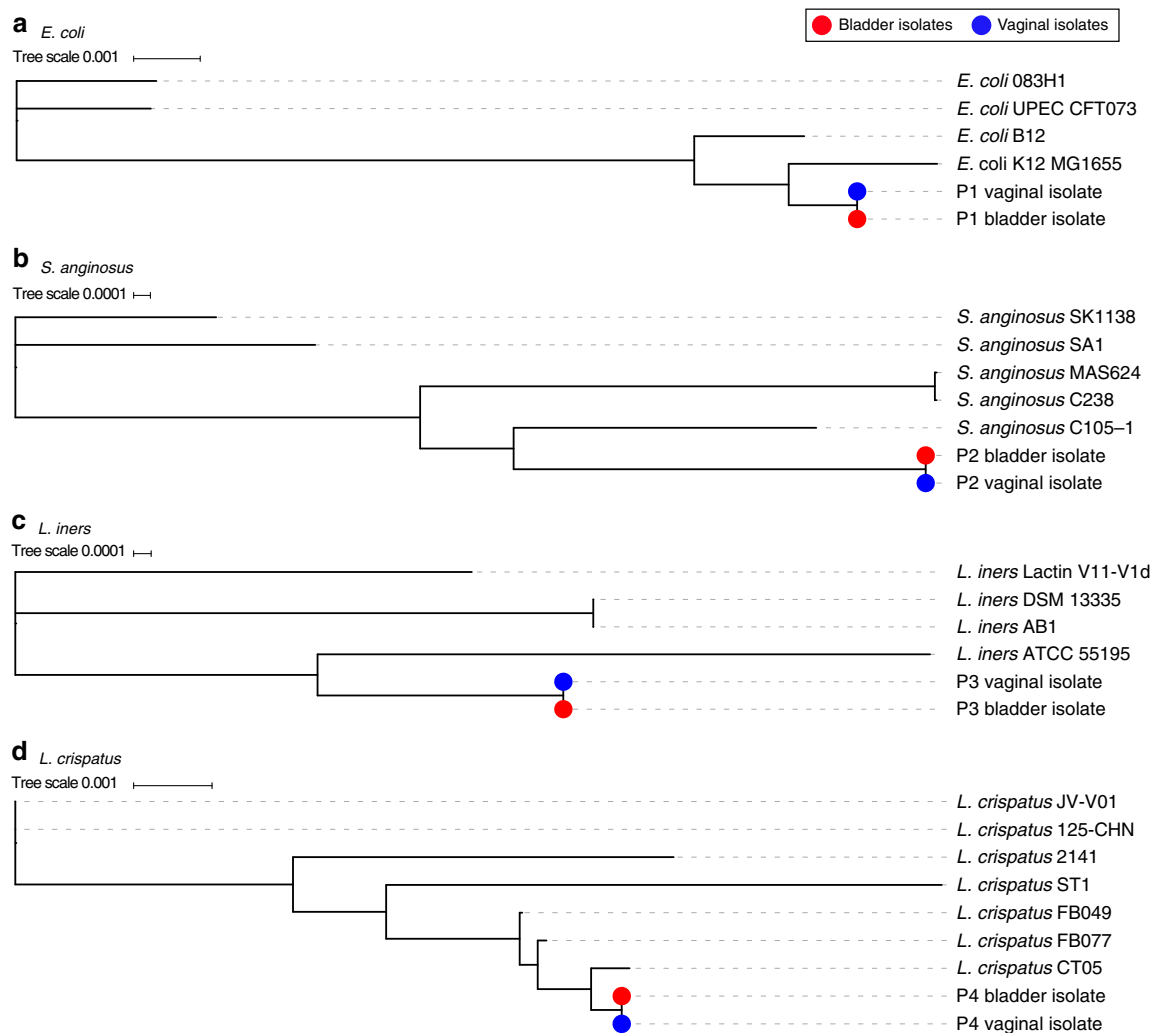 a E. coli
Bladder isolates Vaginal isolates
Tree scale 0.001
E. coli 083H1
E. coli UPEC CFT073
E. coli B12
E. coli K12 MG1655
P1 vaginal isolate
P1 bladder isolate
b S. anginosus
Tree scale 0.0001
S. anginosus SK1138
S. anginosus SA1
S. anginosus MAS624
S. anginosus C238
S. anginosus C105–1
P2 bladder isolate
P2 vaginal isolate
c L. iners
Tree scale 0.0001
L. iners Lactin V11-V1d
L. iners DSM 13335
L. iners AB1
L. iners ATCC 55195
P3 vaginal isolate
P3 bladder isolate
d L. crispatus
Tree scale 0.001
L. crispatus JV-V01
L. crispatus 125-CHN
L. crispatus 2141
L. crispatus ST1
L. crispatus FB049
L. crispatus FB077
L. crispatus CT05
P4 bladder isolate
P4 vaginal isolate